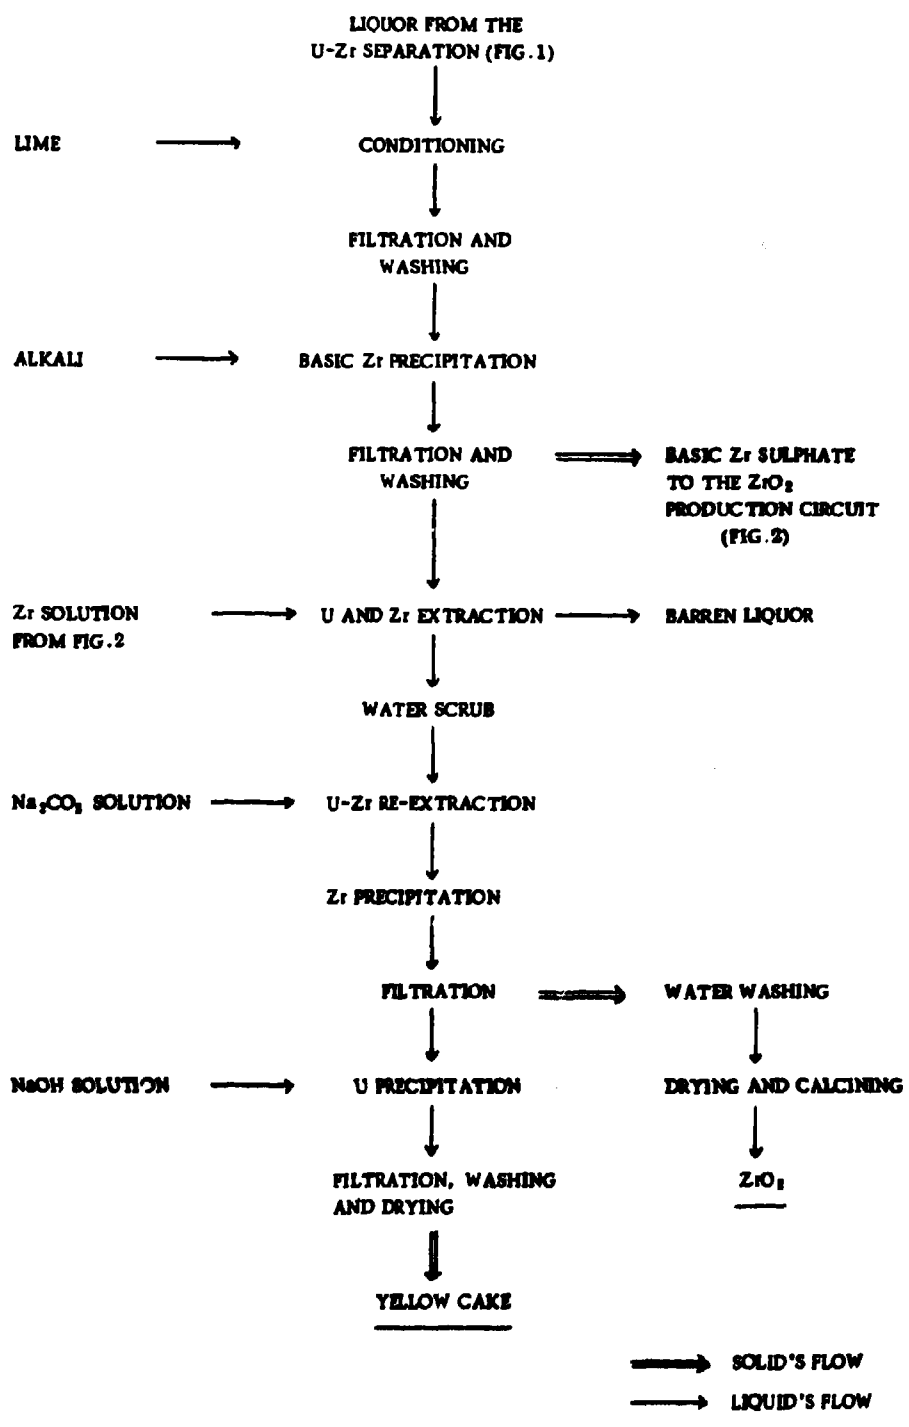 LIQUOR FROM THE
U-Zr SEPARATION (FIG.1)
LIME
CONDITIONING
FILTRATION AND
WASHING
ALKALI
BASIC Zr PRECIPITATION
FILTRATION AND
WASHING
BASIC Zr SULPHATE
TO THE ZrO₂
PRODUCTION CIRCUIT
(FIG.2)
Zr SOLUTION
FROM FIG.2
U AND Zr EXTRACTION
BARREN LIQUOR
WATER SCRUB
Na₂CO₃ SOLUTION
U-Zr RE-EXTRACTION
Zr PRECIPITATION
FILTRATION
WATER WASHING
NaOH SOLUTION
U PRECIPITATION
DRYING AND CALCINING
FILTRATION, WASHING
AND DRYING
ZrO₂
YELLOW CAKE
SOLID'S FLOW
LIQUID'S FLOW